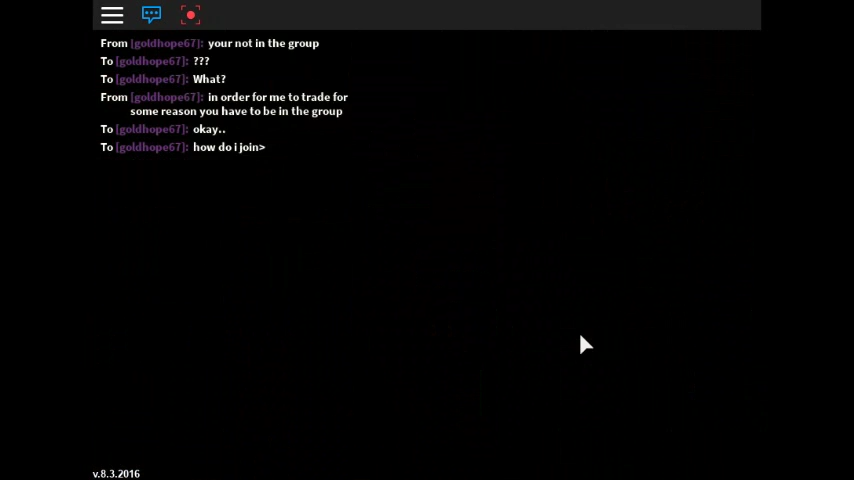 From [goldhope67]: your not in the group
To [goldhope67]: ???
To [goldhope67]: What?
From [goldhope67]: in order for me to trade for
some reason you have to be in the group
To [goldhope67]: okay..
To [goldhope67]: how do i join>
v.8.3.2016